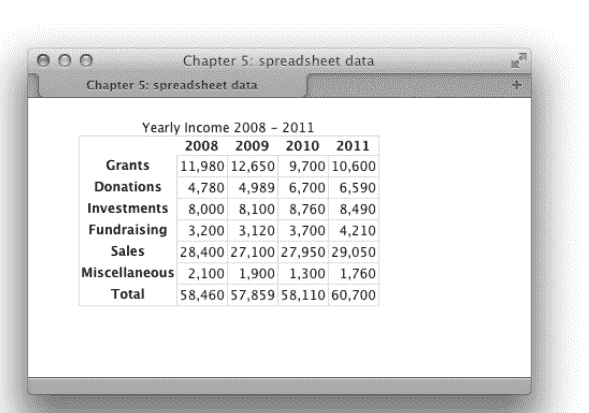 Chapter 5: spreadsheet data
Chapter 5: spreadsheet data
Yearly Income 2008 – 2011
2008 2009 2010 2011
Grants 11,980 12,650 9,700 10,600
Donations 4,780 4,989 6,700 6,590
Investments 8,000 8,100 8,760 8,490
Fundraising 3,200 3,120 3,700 4,210
Sales 28,400 27,100 27,950 29,050
Miscellaneous 2,100 1,900 1,300 1,760
Total 58,460 57,859 58,110 60,700